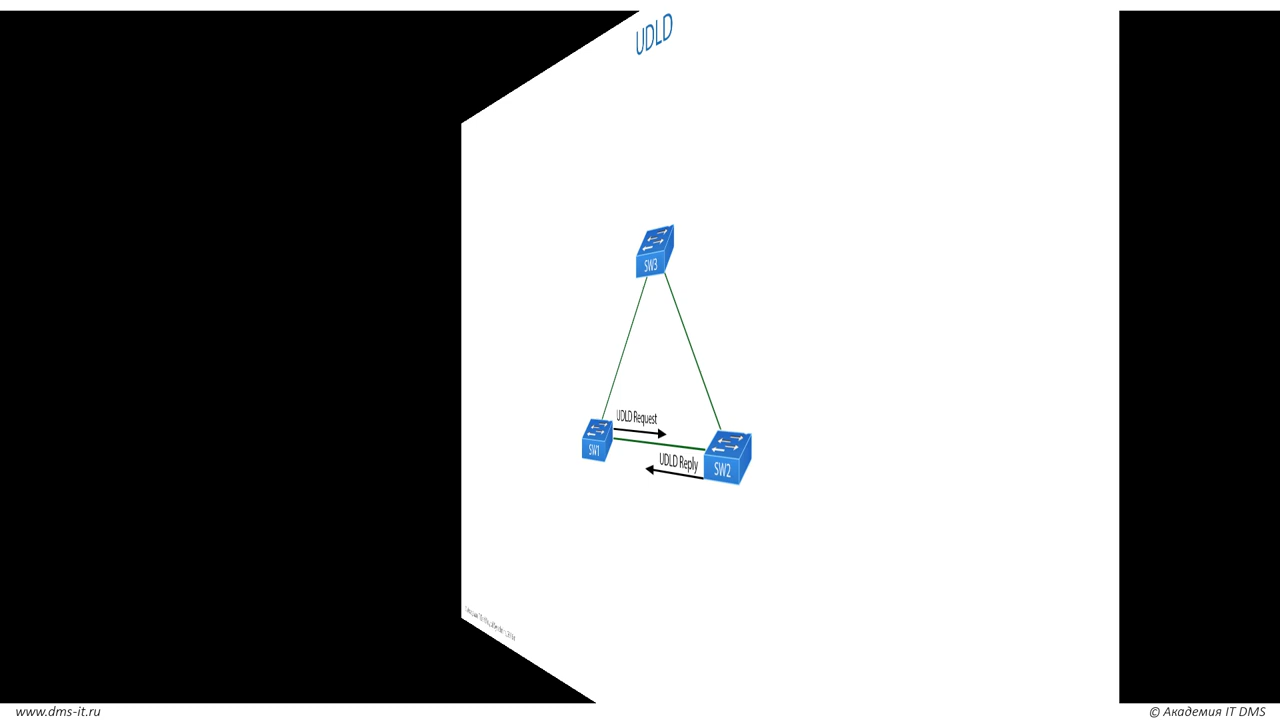 UDLD
SW3
UDLD Request
SW1
UDLD Reply
SW2
www.dms-it.ru
© Академия IT DMS